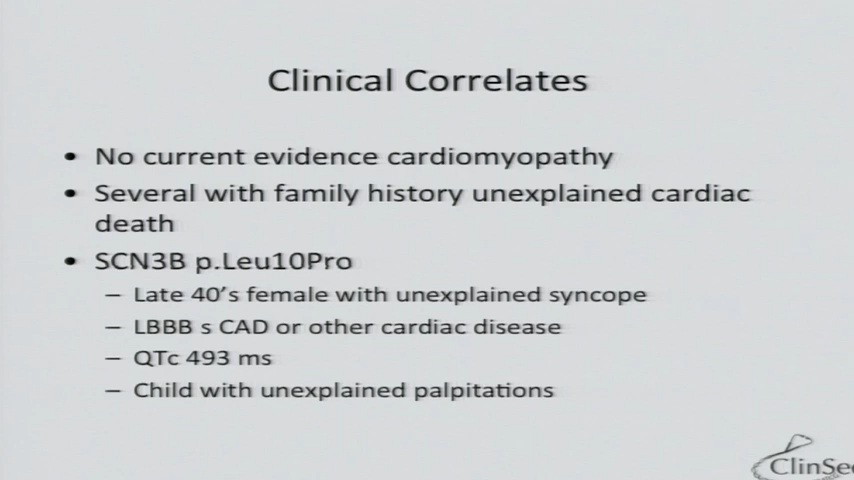 Clinical Correlates
• No current evidence cardiomyopathy
• Several with family history unexplained cardiac
death
• SCN3B p.Leu10Pro
– Late 40's female with unexplained syncope
– LBBB s CAD or other cardiac disease
– QTc 493 ms
– Child with unexplained palpitations
ClinSe